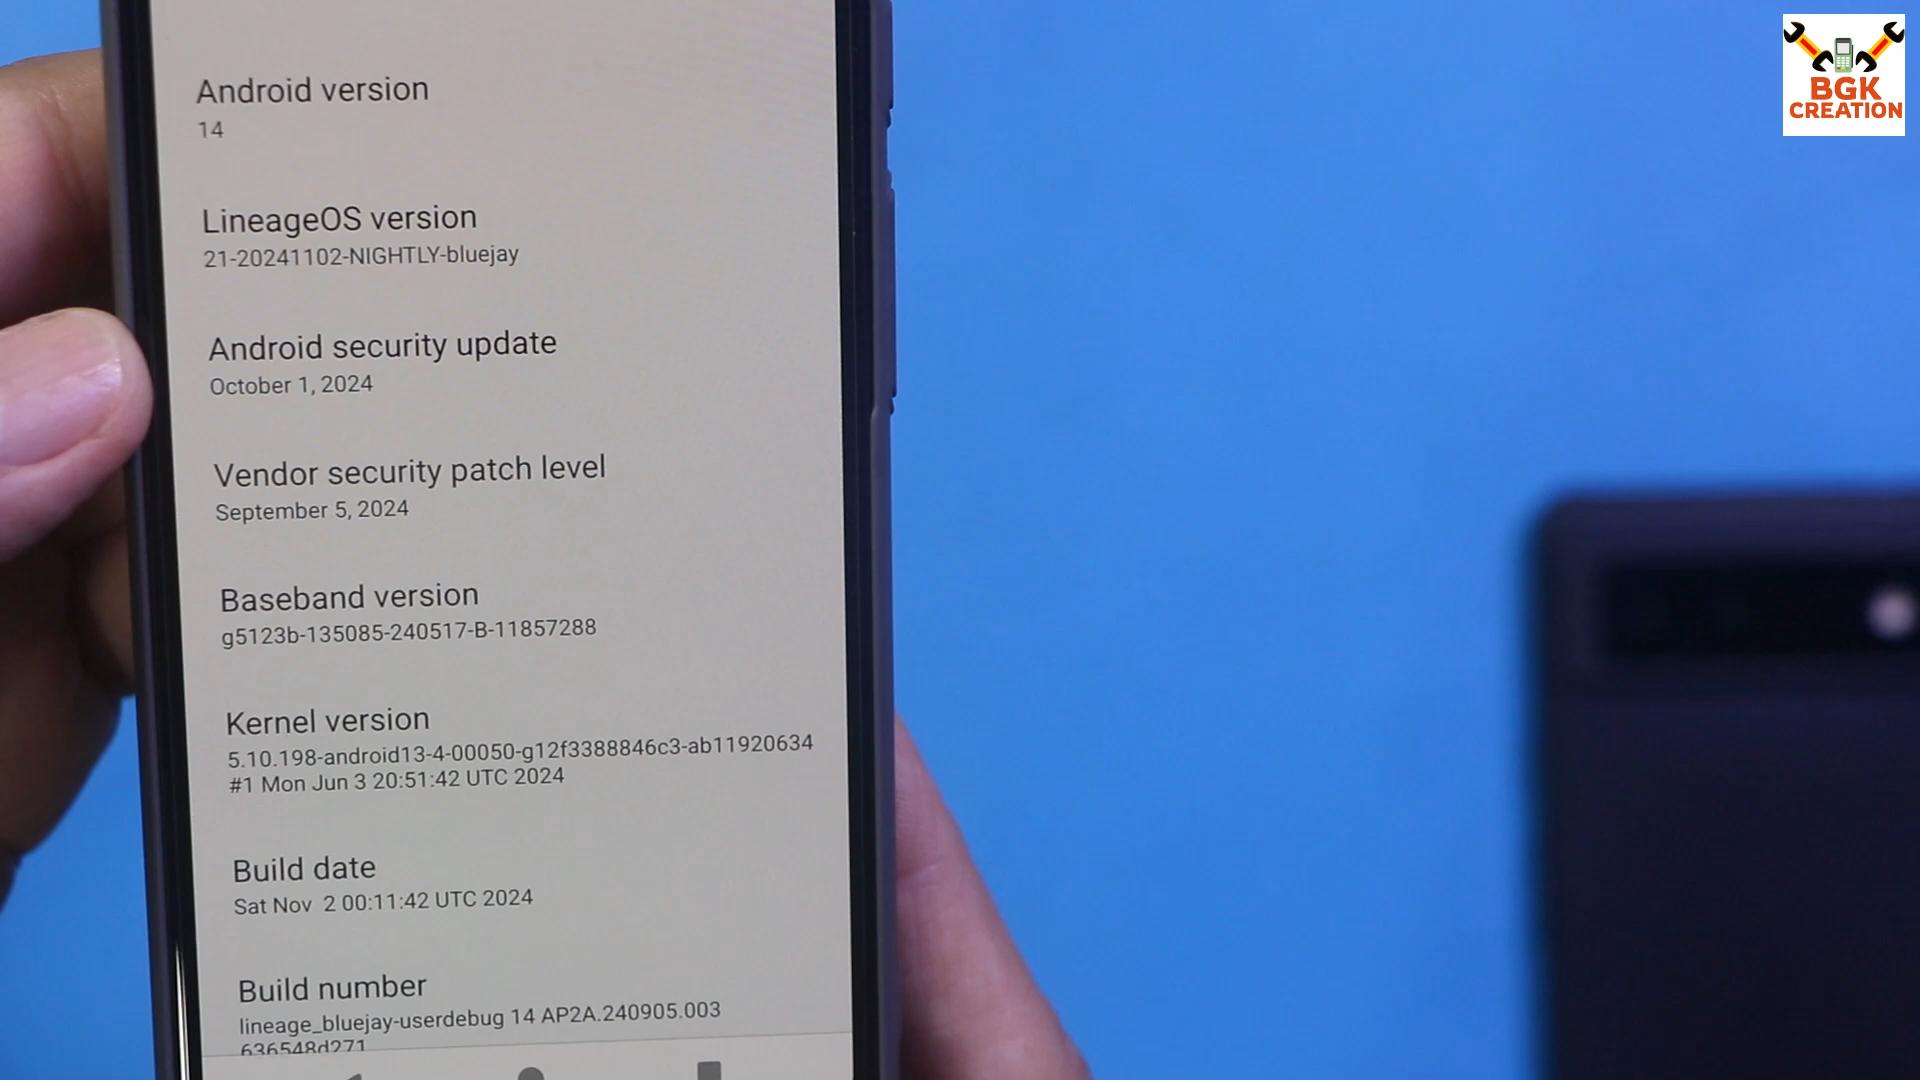 Android version
14
LineageOS version
21-20241102-NIGHTLY-bluejay
Android security update
October 1, 2024
Vendor security patch level
September 5, 2024
Baseband version
g5123b-135085-240517-B-11857288
Kernel version
5.10.198-android13-4-00050-g12f3388846c3-ab11920634
#1 Mon Jun 3 20:51:42 UTC 2024
Build date
Sat Nov  2 00:11:42 UTC 2024
Build number
lineage_bluejay-userdebug 14 AP2A.240905.003
636548d271
BGK
CREATION